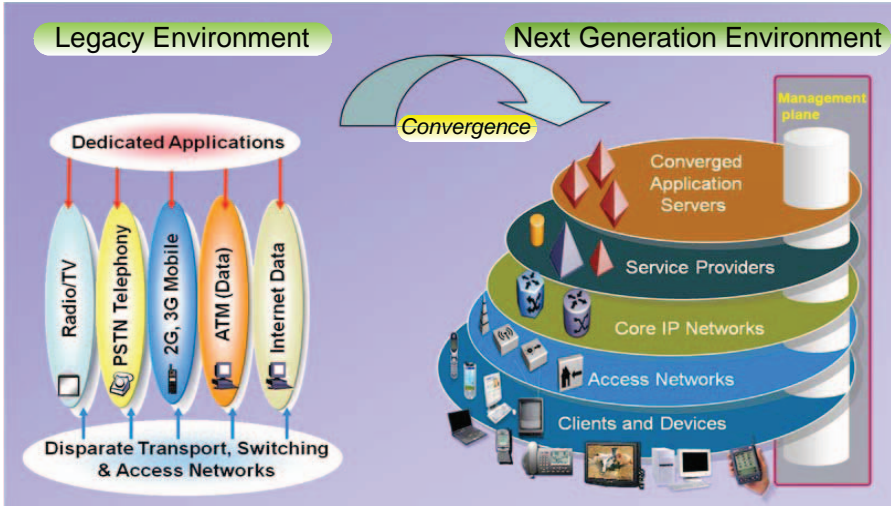 Legacy Environment
Next Generation Environment
Convergence
Management
plane
Dedicated Applications
Radio/TV
PSTN Telephony
2G, 3G Mobile
ATM (Data)
Internet Data
Disparate Transport, Switching
& Access Networks
Converged
Application
Servers
Service Providers
Core IP Networks
Access Networks
Clients and Devices